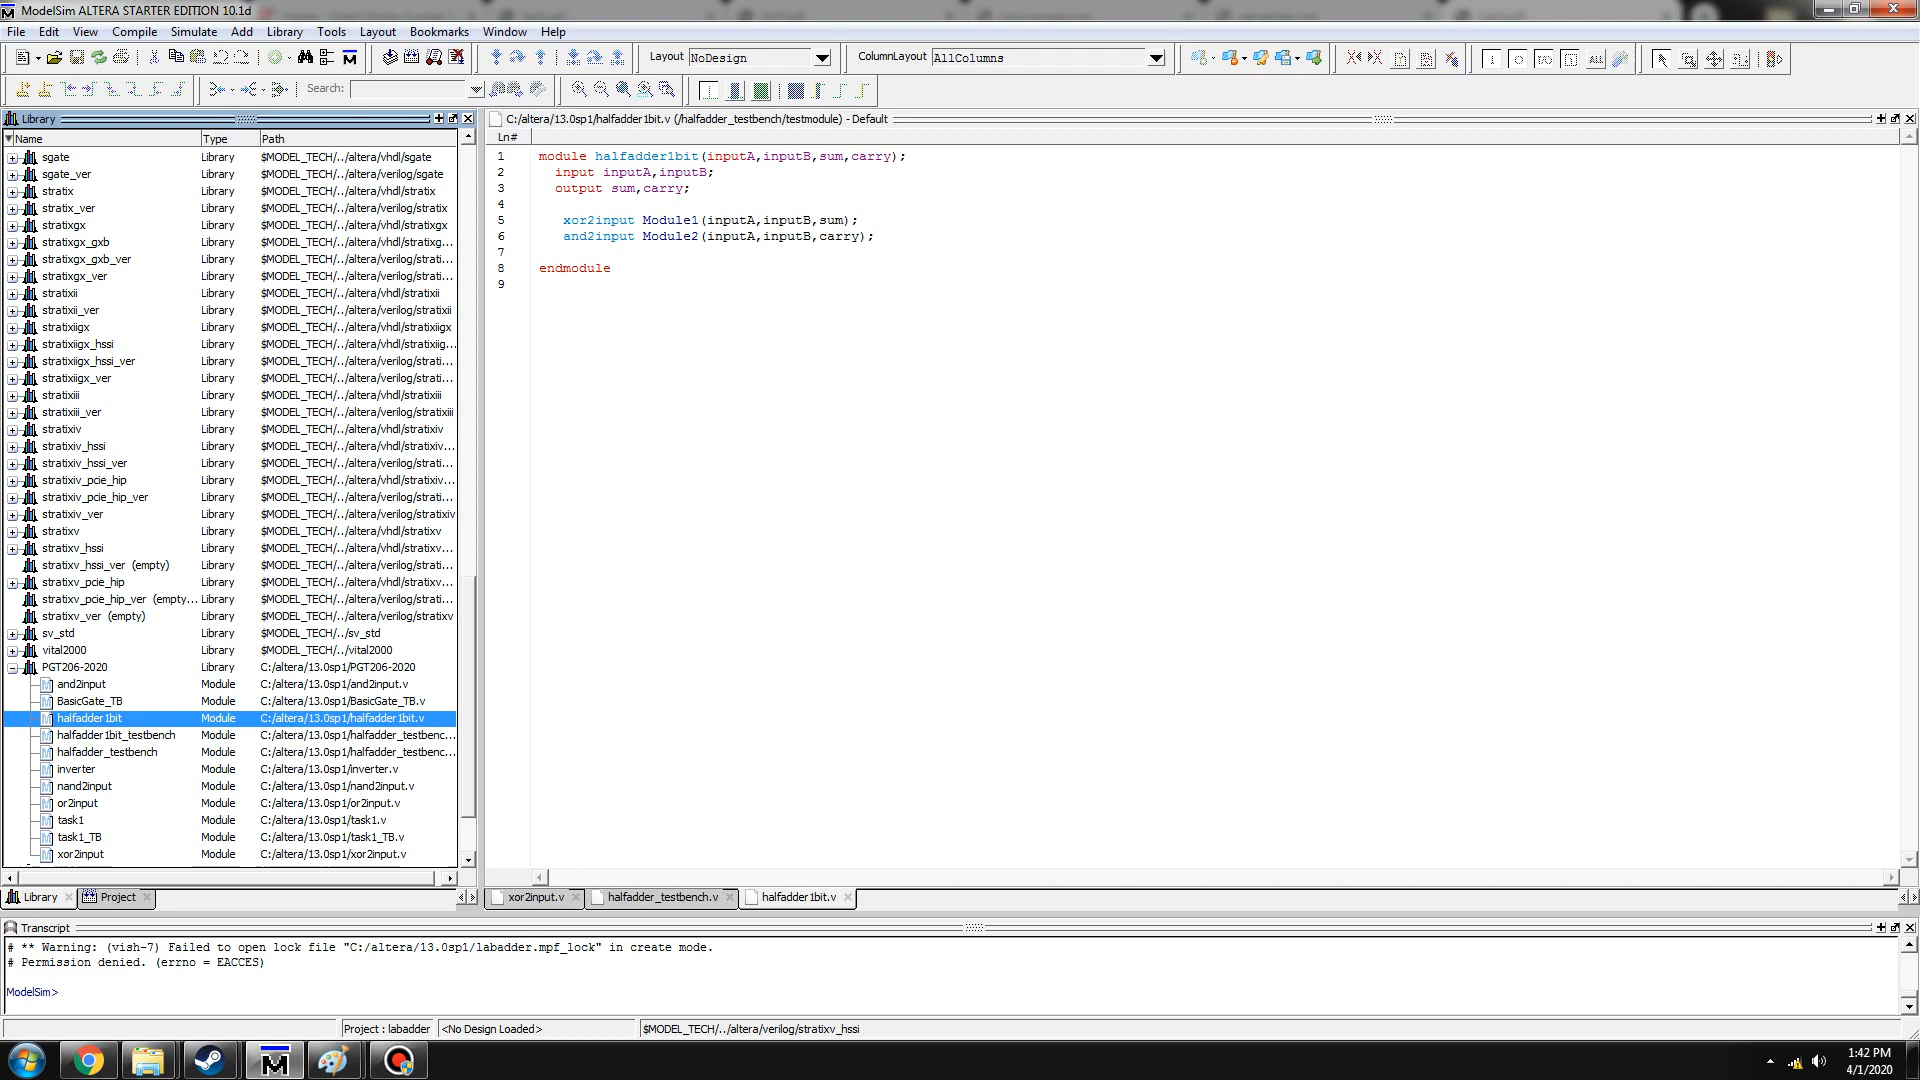 ModelSim ALTERA STARTER EDITION 10.1d
File Edit View Compile Simulate Add Library Tools Layout Bookmarks Window Help
Layout NoDesign ColumnLayout AllColumns
Search:
Library
Name Type Path
sgate Library $MODEL_TECH/../altera/vhdl/sgate
sgate_ver Library $MODEL_TECH/../altera/verilog/sgate
stratix Library $MODEL_TECH/../altera/vhdl/stratix
stratix_ver Library $MODEL_TECH/../altera/verilog/stratix
stratixgx Library $MODEL_TECH/../altera/vhdl/stratixgx
stratixgx_gxb Library $MODEL_TECH/../altera/vhdl/stratixg...
stratixgx_gxb_ver Library $MODEL_TECH/../altera/verilog/strati...
stratixgx_ver Library $MODEL_TECH/../altera/verilog/strati...
stratixii Library $MODEL_TECH/../altera/vhdl/stratixii
stratixii_ver Library $MODEL_TECH/../altera/verilog/stratixii
stratixiigx Library $MODEL_TECH/../altera/vhdl/stratixiigx
stratixiigx_hssi Library $MODEL_TECH/../altera/vhdl/stratixiig...
stratixiigx_hssi_ver Library $MODEL_TECH/../altera/verilog/strati...
stratixiigx_ver Library $MODEL_TECH/../altera/verilog/strati...
stratixiii Library $MODEL_TECH/../altera/vhdl/stratixiii
stratixiii_ver Library $MODEL_TECH/../altera/verilog/stratixiii
stratixiv Library $MODEL_TECH/../altera/vhdl/stratixiv
stratixiv_hssi Library $MODEL_TECH/../altera/vhdl/stratixiv...
stratixiv_hssi_ver Library $MODEL_TECH/../altera/verilog/strati...
stratixiv_pcie_hip Library $MODEL_TECH/../altera/vhdl/stratixiv...
stratixiv_pcie_hip_ver Library $MODEL_TECH/../altera/verilog/strati...
stratixiv_ver Library $MODEL_TECH/../altera/verilog/stratixiv
stratixv Library $MODEL_TECH/../altera/vhdl/stratixv
stratixv_hssi Library $MODEL_TECH/../altera/vhdl/stratixv...
stratixv_hssi_ver (empty) Library $MODEL_TECH/../altera/verilog/strati...
stratixv_pcie_hip Library $MODEL_TECH/../altera/vhdl/stratixv...
stratixv_pcie_hip_ver (empty... Library $MODEL_TECH/../altera/verilog/strati...
stratixv_ver (empty) Library $MODEL_TECH/../altera/verilog/stratixv
sv_std Library $MODEL_TECH/../sv_std
vital2000 Library $MODEL_TECH/../vital2000
PGT206-2020 Library C:/altera/13.0sp1/PGT206-2020
and2input Module C:/altera/13.0sp1/and2input.v
BasicGate_TB Module C:/altera/13.0sp1/BasicGate_TB.v
halfadder1bit Module C:/altera/13.0sp1/halfadder1bit.v
halfadder1bit_testbench Module C:/altera/13.0sp1/halfadder_testbenc...
halfadder_testbench Module C:/altera/13.0sp1/halfadder_testbenc...
inverter Module C:/altera/13.0sp1/inverter.v
nand2input Module C:/altera/13.0sp1/nand2input.v
or2input Module C:/altera/13.0sp1/or2input.v
task1 Module C:/altera/13.0sp1/task1.v
task1_TB Module C:/altera/13.0sp1/task1_TB.v
xor2input Module C:/altera/13.0sp1/xor2input.v
Library Project
C:/altera/13.0sp1/halfadder1bit.v (/halfadder_testbench/testmodule) - Default
Ln#
1 module halfadder1bit(inputA,inputB,sum,carry);
2 input inputA,inputB;
3 output sum,carry;
4
5 xor2input Module1(inputA,inputB,sum);
6 and2input Module2(inputA,inputB,carry);
7
8 endmodule
9
xor2input.v halfadder_testbench.v halfadder1bit.v
Transcript
# ** Warning: (vish-7) Failed to open lock file "C:/altera/13.0sp1/labadder.mpf_lock" in create mode.
# Permission denied. (errno = EACCES)
ModelSim>
Project : labadder <No Design Loaded> $MODEL_TECH/../altera/verilog/stratixv_hssi
1:42 PM
4/1/2020